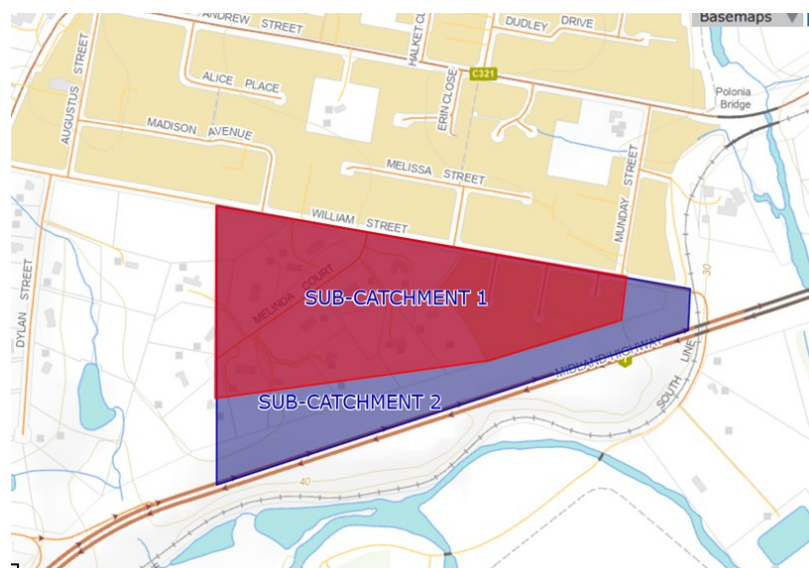 Basemaps
ANDREW STREET
DUDLEY DRIVE
HALKET CL
C321
ALICE PLACE
ERIN CLOSE
Polonia
Bridge
AUGUSTUS STREET
MADISON AVENUE
MELISSA STREET
MUNDAY STREET
WILLIAM STREET
30
MELINDA COURT
SUB-CATCHMENT 1
DYLAN STREET
MIDLAND HIGHWAY
1
SOUTH LINE
SUB-CATCHMENT 2
40